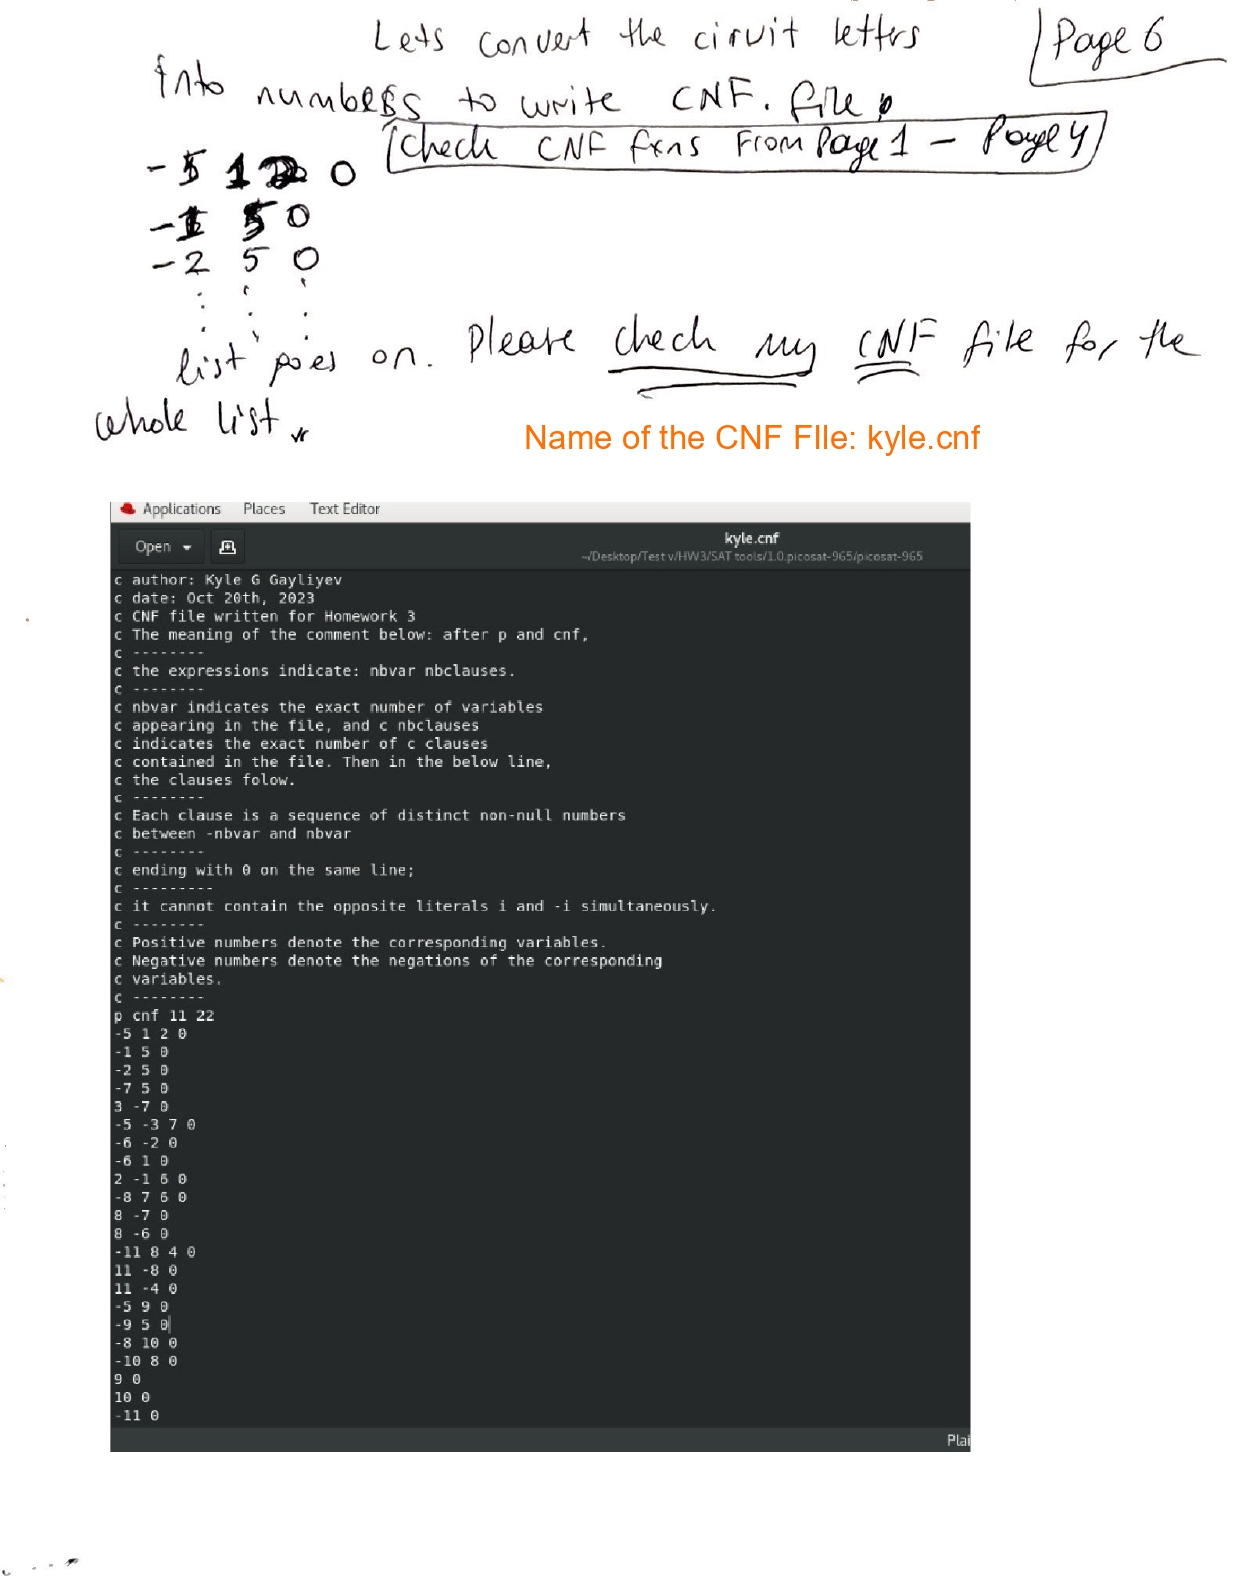 Lets convert the ciruit letters
Page 6
Into numbers to write CNF. file
Check CNF fxns From Page 1 - Page 4
-5 1 2 0
-1 5 0
-2 5 0
list goes on. Please check my CNF file for the
whole list
Name of the CNF FIle: kyle.cnf
Applications Places Text Editor
Open
kyle.cnf
~/Desktop/Test v/HW3/SAT tools/1.0.picosat-965/picosat-965
c author: Kyle G Gayliyev
c date: Oct 20th, 2023
c CNF file written for Homework 3
c The meaning of the comment below: after p and cnf,
c --------
c the expressions indicate: nbvar nbclauses.
c --------
c nbvar indicates the exact number of variables
c appearing in the file, and c nbclauses
c indicates the exact number of c clauses
c contained in the file. Then in the below line,
c the clauses folow.
c --------
c Each clause is a sequence of distinct non-null numbers
c between -nbvar and nbvar
c --------
c ending with 0 on the same line;
c ---------
c it cannot contain the opposite literals i and -i simultaneously.
c --------
c Positive numbers denote the corresponding variables.
c Negative numbers denote the negations of the corresponding
c variables.
c --------
p cnf 11 22
-5 1 2 0
-1 5 0
-2 5 0
-7 5 0
3 -7 0
-5 -3 7 0
-6 -2 0
-6 1 0
2 -1 6 0
-8 7 6 0
8 -7 0
8 -6 0
-11 8 4 0
11 -8 0
11 -4 0
-5 9 0
-9 5 0
-8 10 0
-10 8 0
9 0
10 0
-11 0
Plai